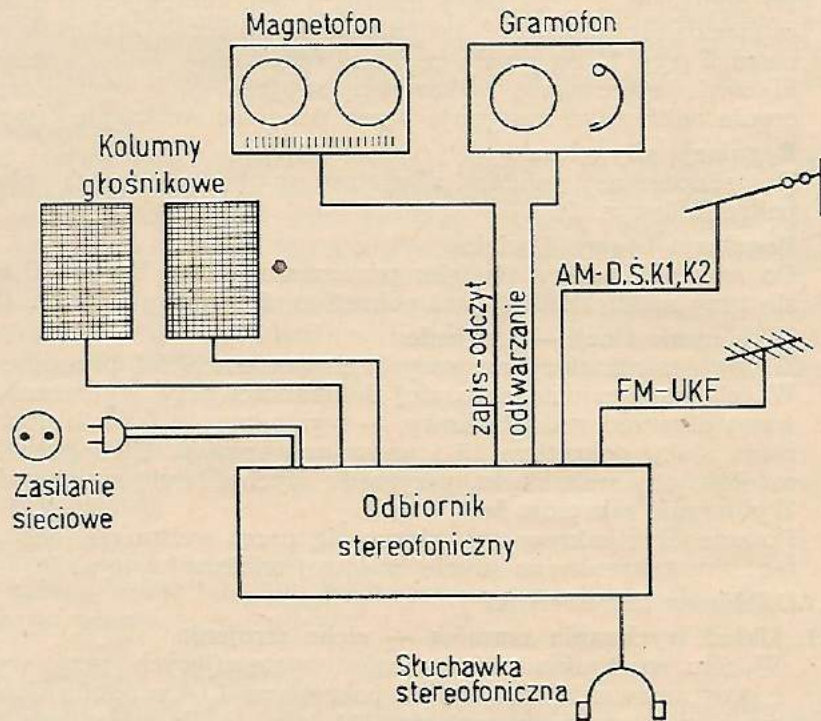 Magnetofon
Gramofon
Kolumny
głośnikowe
AM-D.Ś.K1,K2
zapis-odczyt
odtwarzanie
FM-UKF
Zasilanie
sieciowe
Odbiornik
stereofoniczny
Słuchawka
stereofoniczna